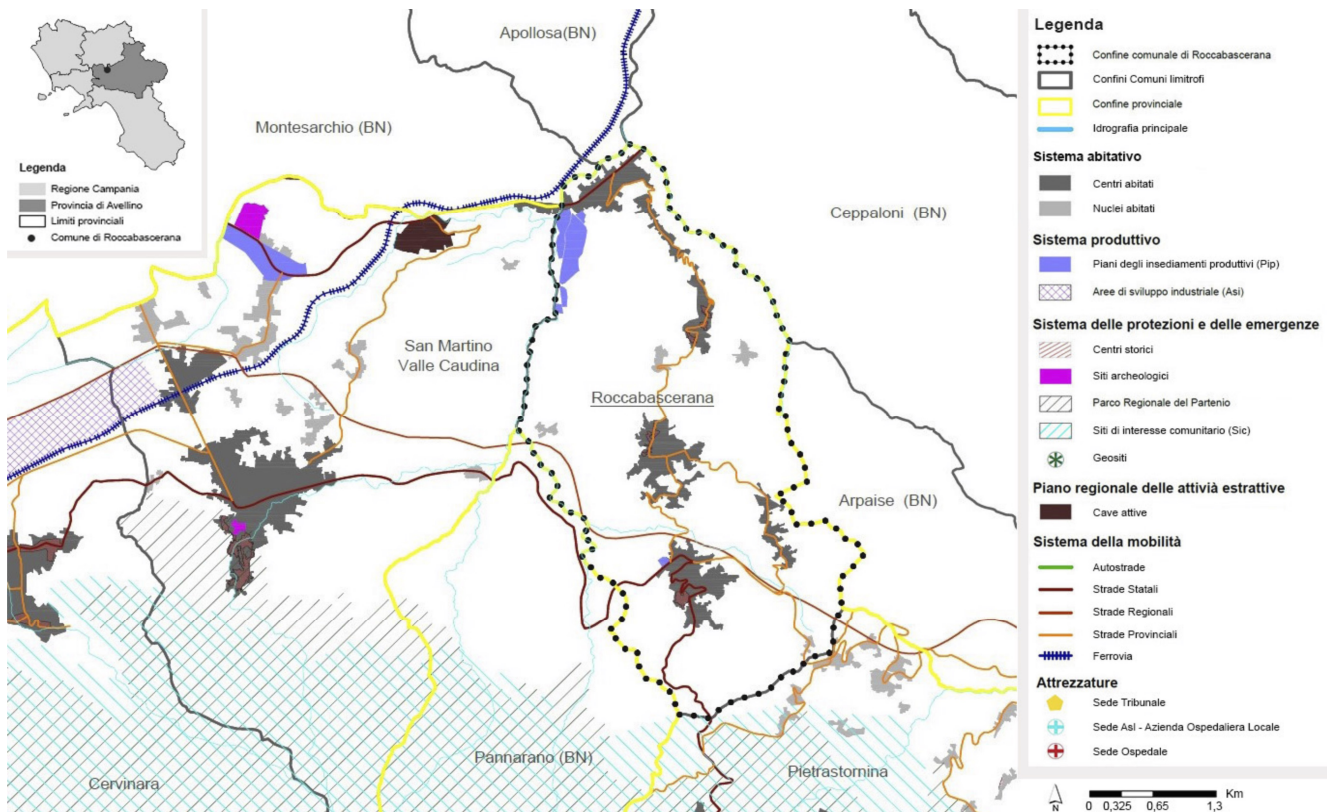 Legenda
Regione Campania
Provincia di Avellino
Limiti provinciali
Comune di Roccabascerana
Apollosa(BN)
Montesarchio (BN)
Ceppaloni (BN)
San Martino
Valle Caudina
Roccabascerana
Arpaise (BN)
Pannarano (BN)
Pietrastornina
Cervinara
Legenda
Confine comunale di Roccabascerana
Confini Comuni limitrofi
Confine provinciale
Idrografia principale
Sistema abitativo
Centri abitati
Nuclei abitati
Sistema produttivo
Piani degli insediamenti produttivi (Pip)
Aree di sviluppo industriale (Asi)
Sistema delle protezioni e delle emergenze
Centri storici
Siti archeologici
Parco Regionale del Partenio
Siti di interesse comunitario (Sic)
Geositi
Piano regionale delle attivià estrattive
Cave attive
Sistema della mobilità
Autostrade
Strade Statali
Strade Regionali
Strade Provinciali
Ferrovia
Attrezzature
Sede Tribunale
Sede Asl - Azienda Ospedaliera Locale
Sede Ospedale
N
Km
0 0,325 0,65 1,3